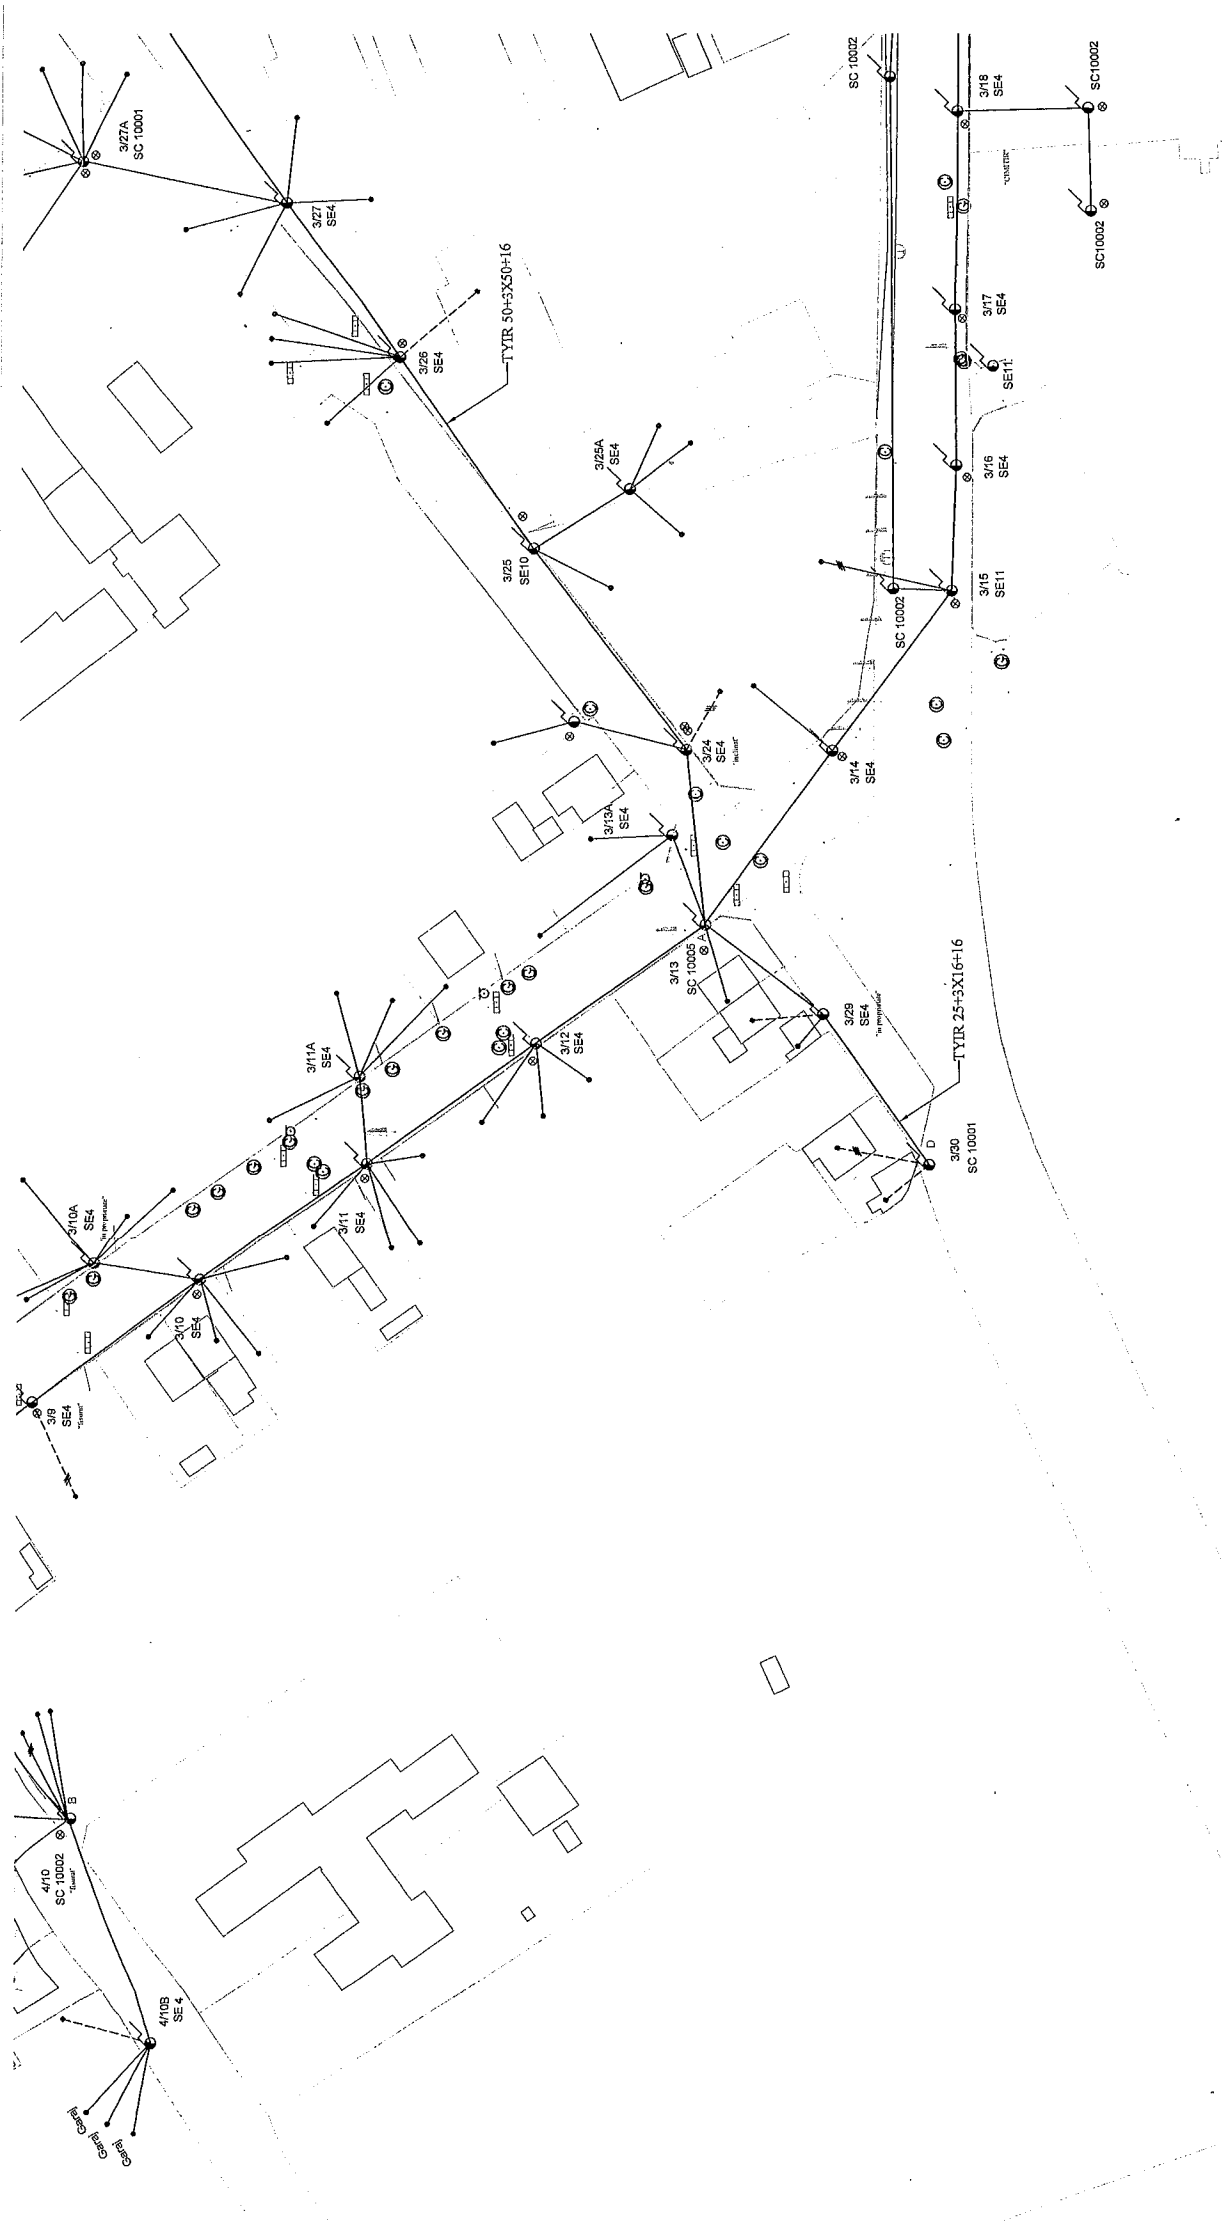 3/27A
SC 10001
3/27
SE4
3/26
SE4
TYIR 50+3X50+16
3/25A
SE4
3/25
SE10
SC 10002
3/18
SE4
SC10002
SC10002
"CIMITIR"
3/17
SE4
SE11
3/16
SE4
3/15
SE11
SC 10002
3/14
SE4
3/24
SE4
"inclinat"
3/13A
SE4
3/13
SC 10005
A
3/29
SE4
"in proprietate"
TYIR 25+3X16+16
D
3/30
SC 10001
3/12
SE4
3/11A
SE4
3/11
SE4
3/10A
SE4
"in proprietate"
3/10
SE4
3/9
SE4
B
4/10
SC 10002
4/10B
SE 4
Garaj
Garaj
Garaj